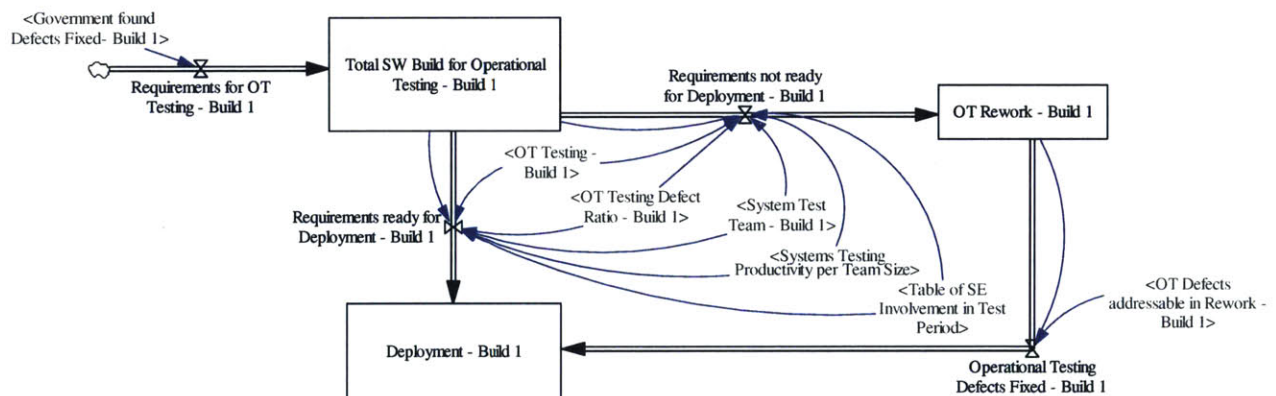 <Government found
Defects Fixed- Build 1>
Requirements for OT
Testing - Build 1
Total SW Build for Operational
Testing - Build 1
Requirements not ready
for Deployment - Build 1
OT Rework - Build 1
<OT Testing -
Build 1>
<OT Testing Defect
Ratio - Build 1>
<System Test
Team - Build 1>
Requirements ready for
Deployment - Build 1
<Systems Testing
Productivity per Team Size>
<Table of SE
Involvement in Test
Period>
<OT Defects
addressable in Rework -
Build 1>
Deployment - Build 1
Operational Testing
Defects Fixed - Build 1